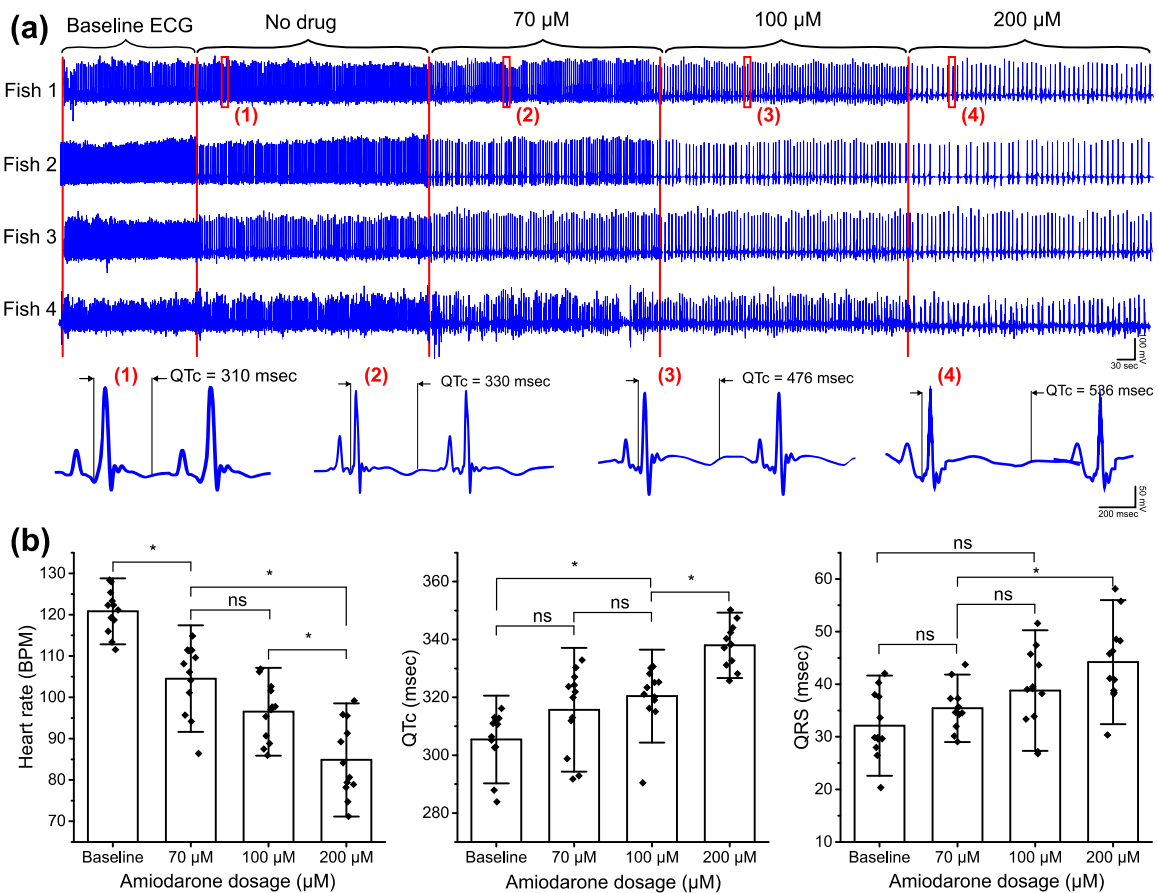 (a)
Baseline ECG No drug 70 µM 100 µM 200 µM
Fish 1
(1) (2) (3) (4)
Fish 2
Fish 3
Fish 4
100 mV
30 sec
(1) QTc = 310 msec
(2) QTc = 330 msec
(3) QTc = 476 msec
(4) QTc = 536 msec
50 mV
200 msec
(b)
Heart rate (BPM)
130
120
110
100
90
80
70
* * ns *
Baseline 70 µM 100 µM 200 µM
Amiodarone dosage (µM)
QTc (msec)
360
340
320
300
280
* * ns ns
Baseline 70 µM 100 µM 200 µM
Amiodarone dosage (µM)
QRS (msec)
65
60
50
40
30
20
10
ns * ns ns
Baseline 70 µM 100 µM 200 µM
Amiodarone dosage (µM)